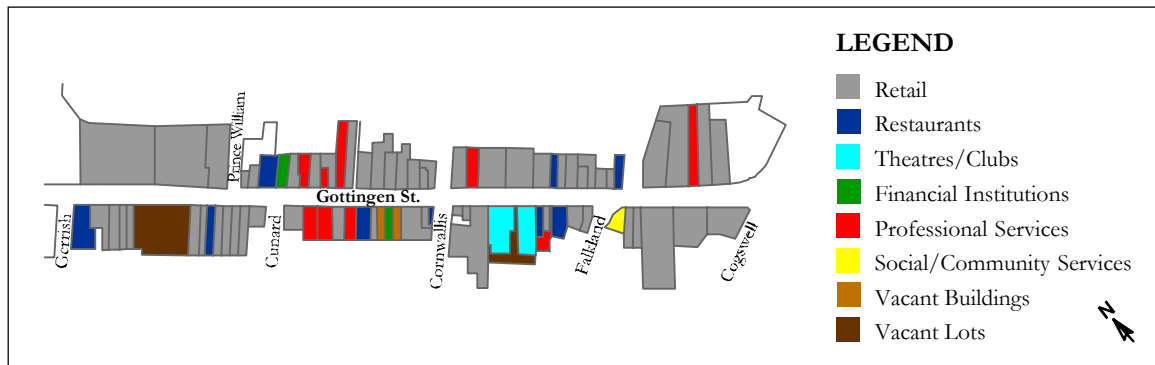 LEGEND
Retail
Restaurants
Theatres/Clubs
Financial Institutions
Professional Services
Social/Community Services
Vacant Buildings
Vacant Lots
N
Prince William
Gottingen St.
Gerrish
Cunard
Cornwallis
Falkland
Cogswell